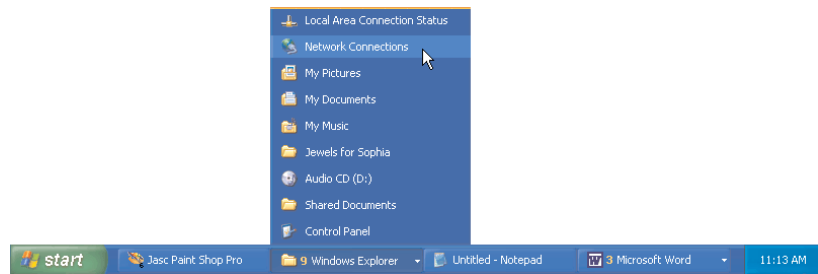 Local Area Connection Status
Network Connections
My Pictures
My Documents
My Music
Jewels for Sophia
Audio CD (D:)
Shared Documents
Control Panel
start Jasc Paint Shop Pro 9 Windows Explorer Untitled - Notepad W 3 Microsoft Word 11:13 AM